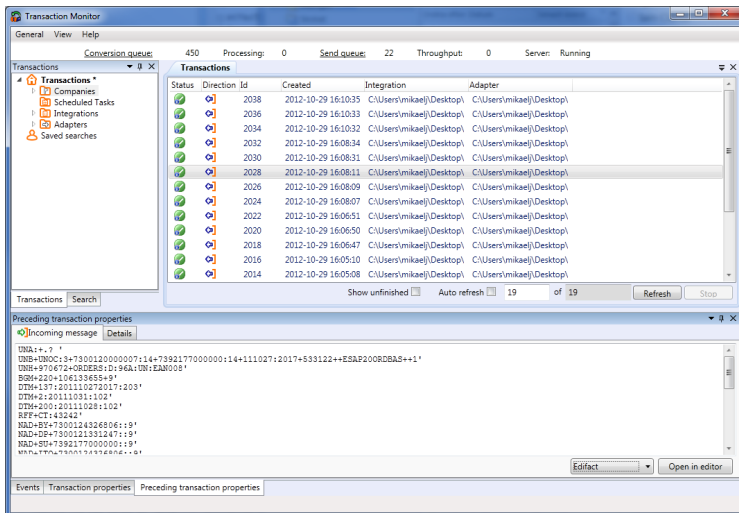 Transaction Monitor
General View Help
Conversion queue: 450 Processing: 0 Send queue: 22 Throughput: 0 Server: Running
Transactions
Transactions *
Companies
Scheduled Tasks
Integrations
Adapters
Saved searches
Transactions Search
Transactions
Status Direction Id Created Integration Adapter
2038 2012-10-29 16:10:35 C:\Users\mikaelj\Desktop\ C:\Users\mikaelj\Desktop\
2036 2012-10-29 16:10:33 C:\Users\mikaelj\Desktop\ C:\Users\mikaelj\Desktop\
2034 2012-10-29 16:10:32 C:\Users\mikaelj\Desktop\ C:\Users\mikaelj\Desktop\
2032 2012-10-29 16:08:34 C:\Users\mikaelj\Desktop\ C:\Users\mikaelj\Desktop\
2030 2012-10-29 16:08:31 C:\Users\mikaelj\Desktop\ C:\Users\mikaelj\Desktop\
2028 2012-10-29 16:08:11 C:\Users\mikaelj\Desktop\ C:\Users\mikaelj\Desktop\
2026 2012-10-29 16:08:09 C:\Users\mikaelj\Desktop\ C:\Users\mikaelj\Desktop\
2024 2012-10-29 16:08:07 C:\Users\mikaelj\Desktop\ C:\Users\mikaelj\Desktop\
2022 2012-10-29 16:06:51 C:\Users\mikaelj\Desktop\ C:\Users\mikaelj\Desktop\
2020 2012-10-29 16:06:50 C:\Users\mikaelj\Desktop\ C:\Users\mikaelj\Desktop\
2018 2012-10-29 16:06:47 C:\Users\mikaelj\Desktop\ C:\Users\mikaelj\Desktop\
2016 2012-10-29 16:05:10 C:\Users\mikaelj\Desktop\ C:\Users\mikaelj\Desktop\
2014 2012-10-29 16:05:08 C:\Users\mikaelj\Desktop\ C:\Users\mikaelj\Desktop\
Show unfinished Auto refresh 19 of 19 Refresh Stop
Preceding transaction properties
Incoming message Details
UNA:+.? '
UNB+UNOC:3+7300120000007:14+7392177000000:14+111027:2017+533122++ESAP200RDBAS++1'
UNH+970672+ORDERS:D:96A:UN:EAN008'
BGM+220+106133655+9'
DTM+137:201110272017:203'
DTM+2:20111031:102'
DTM+200:20111028:102'
RFF+CT:43242'
NAD+BY+7300124326806::9'
NAD+DP+7300121331247::9'
NAD+SU+7392177000000::9'
NAD+ITO+7300124326806::9'
Edifact Open in editor
Events Transaction properties Preceding transaction properties